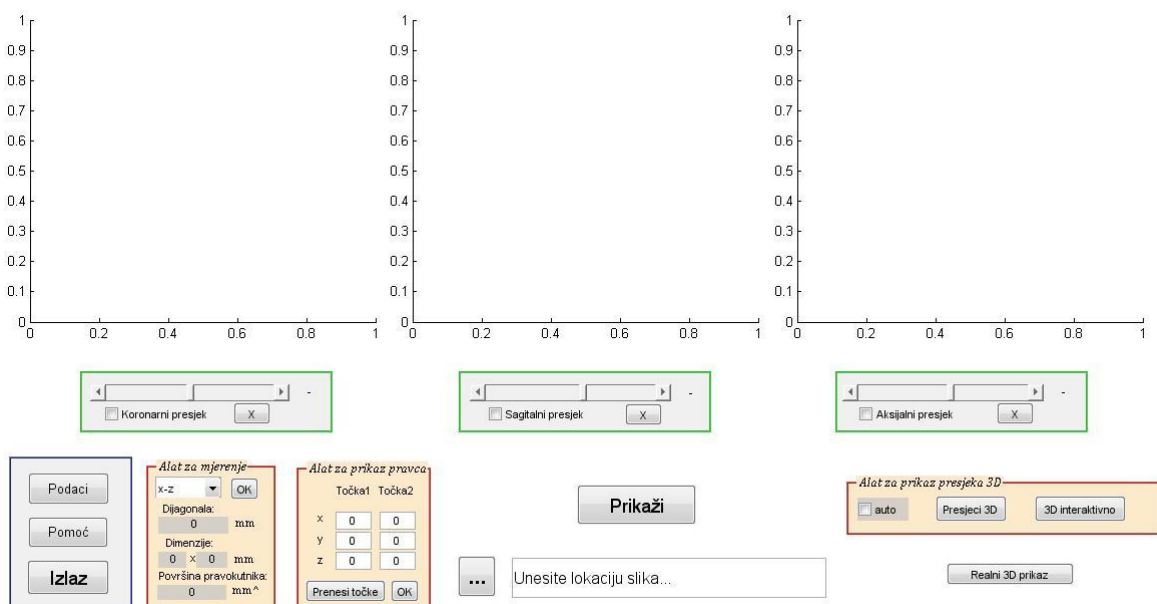 1 1 1
0.9 0.9 0.9
0.8 0.8 0.8
0.7 0.7 0.7
0.6 0.6 0.6
0.5 0.5 0.5
0.4 0.4 0.4
0.3 0.3 0.3
0.2 0.2 0.2
0.1 0.1 0.1
0 0 0
0 0.2 0.4 0.6 0.8 1 0 0.2 0.4 0.6 0.8 1 0 0.2 0.4 0.6 0.8 1
- - -
Koronarni presjek X Sagitalni presjek X Aksijalni presjek X
Podaci
Pomoć
Izlaz
Alat za mjerenje
x-z OK
Dijagonala:
0 mm
Dimenzije:
0 x 0 mm
Površina pravokutnika:
0 mm^
Alat za prikaz pravca
Točka1 Točka2
x 0 0
y 0 0
z 0 0
Prenesi točke OK
Prikaži
... Unesite lokaciju slika...
Alat za prikaz presjeka 3D
auto Presjeci 3D 3D interaktivno
Realni 3D prikaz